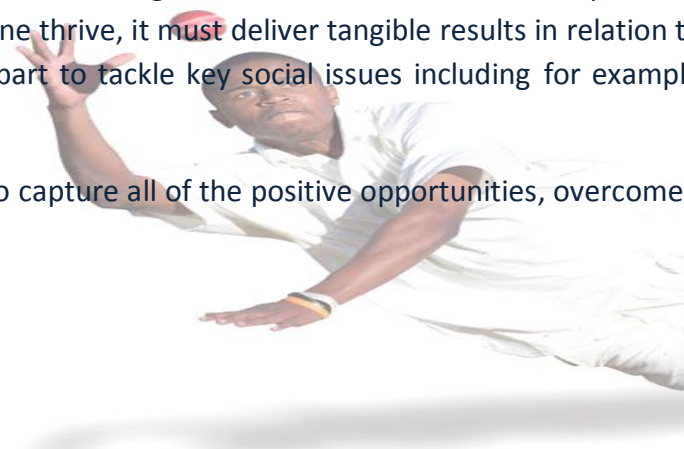 ne thrive, it must deliver tangible results in relation t
part to tackle key social issues including for exampl
o capture all of the positive opportunities, overcome